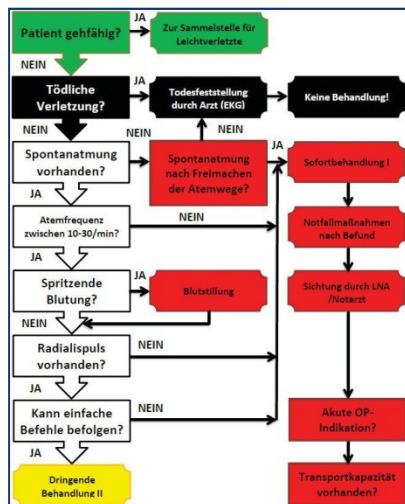 Patient gehfähig?
JA
Zur Sammelstelle für
Leichtverletzte
NEIN
Tödliche
Verletzung?
JA
Todesfeststellung
durch Arzt (EKG)
Keine Behandlung!
NEIN
NEIN
NEIN
JA
Spontanatmung
vorhanden?
Spontanatmung
nach Freimachen
der Atemwege?
Sofortbehandlung I
JA
Atemfrequenz
zwischen 10-30/min?
NEIN
Notfallmaßnahmen
nach Befund
JA
Spritzende
Blutung?
JA
Blutstillung
Sichtung durch LNA
/Notarzt
NEIN
Radialispuls
vorhanden?
NEIN
JA
Kann einfache
Befehle befolgen?
NEIN
Akute OP-
Indikation?
JA
Dringende
Behandlung II
Transportkapazität
vorhanden?